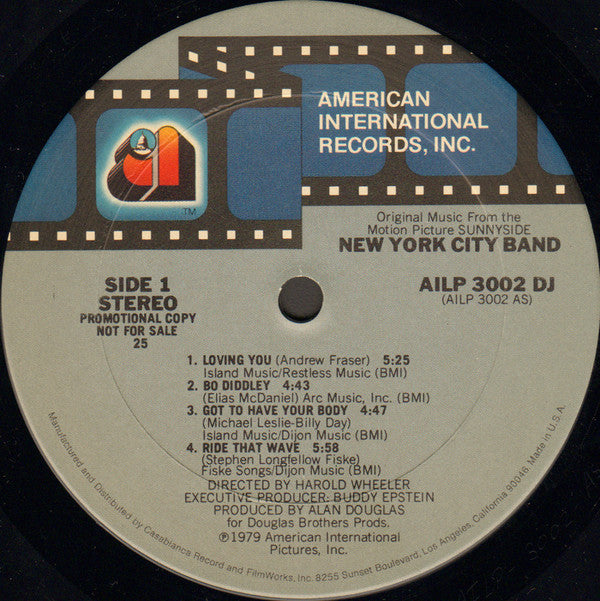 AMERICAN
INTERNATIONAL
RECORDS, INC.
TM
Original Music From the
Motion Picture SUNNYSIDE
NEW YORK CITY BAND
SIDE 1
STEREO
PROMOTIONAL COPY
NOT FOR SALE
25
AILP 3002 DJ
(AILP 3002 AS)
1. LOVING YOU (Andrew Fraser) 5:25
Island Music/Restless Music (BMI)
2. BO DIDDLEY 4:43
(Elias McDaniel) Arc Music, Inc. (BMI)
3. GOT TO HAVE YOUR BODY 4:47
(Michael Leslie-Billy Day)
Island Music/Dijon Music (BMI)
4. RIDE THAT WAVE 5:58
(Stephen Longfellow Fiske)
Fiske Songs/Dijon Music (BMI)
DIRECTED BY HAROLD WHEELER
EXECUTIVE PRODUCER: BUDDY EPSTEIN
PRODUCED BY ALAN DOUGLAS
for Douglas Brothers Prods.
℗1979 American International
Pictures, Inc.
Manufactured and Distributed by Casablanca Record and FilmWorks, Inc. 8255 Sunset Boulevard, Los Angeles, California 90046, Made in U.S.A.